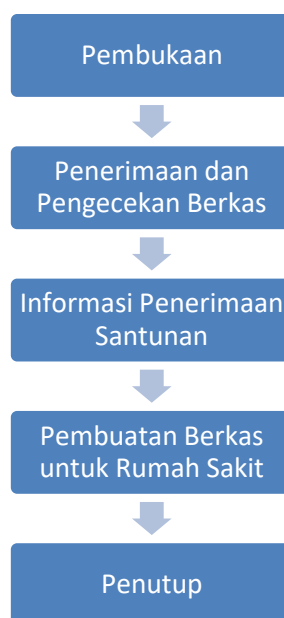 Pembukaan
Penerimaan dan
Pengecekan Berkas
Informasi Penerimaan
Santunan
Pembuatan Berkas
untuk Rumah Sakit
Penutup